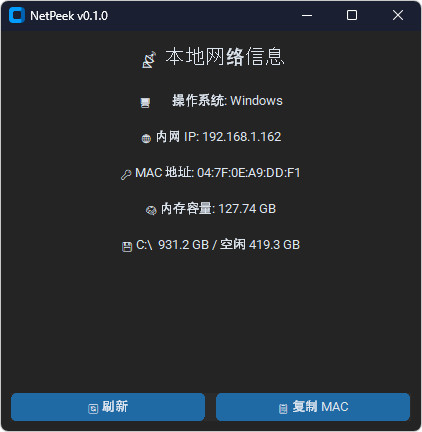 NetPeek v0.1.0
📡 本地网络信息
💻 操作系统: Windows
🌐 内网 IP: 192.168.1.162
🔑 MAC 地址: 04:7F:0E:A9:DD:F1
🧠 内存容量: 127.74 GB
💾 C:\ 931.2 GB / 空闲 419.3 GB
🔄 刷新
📋 复制 MAC